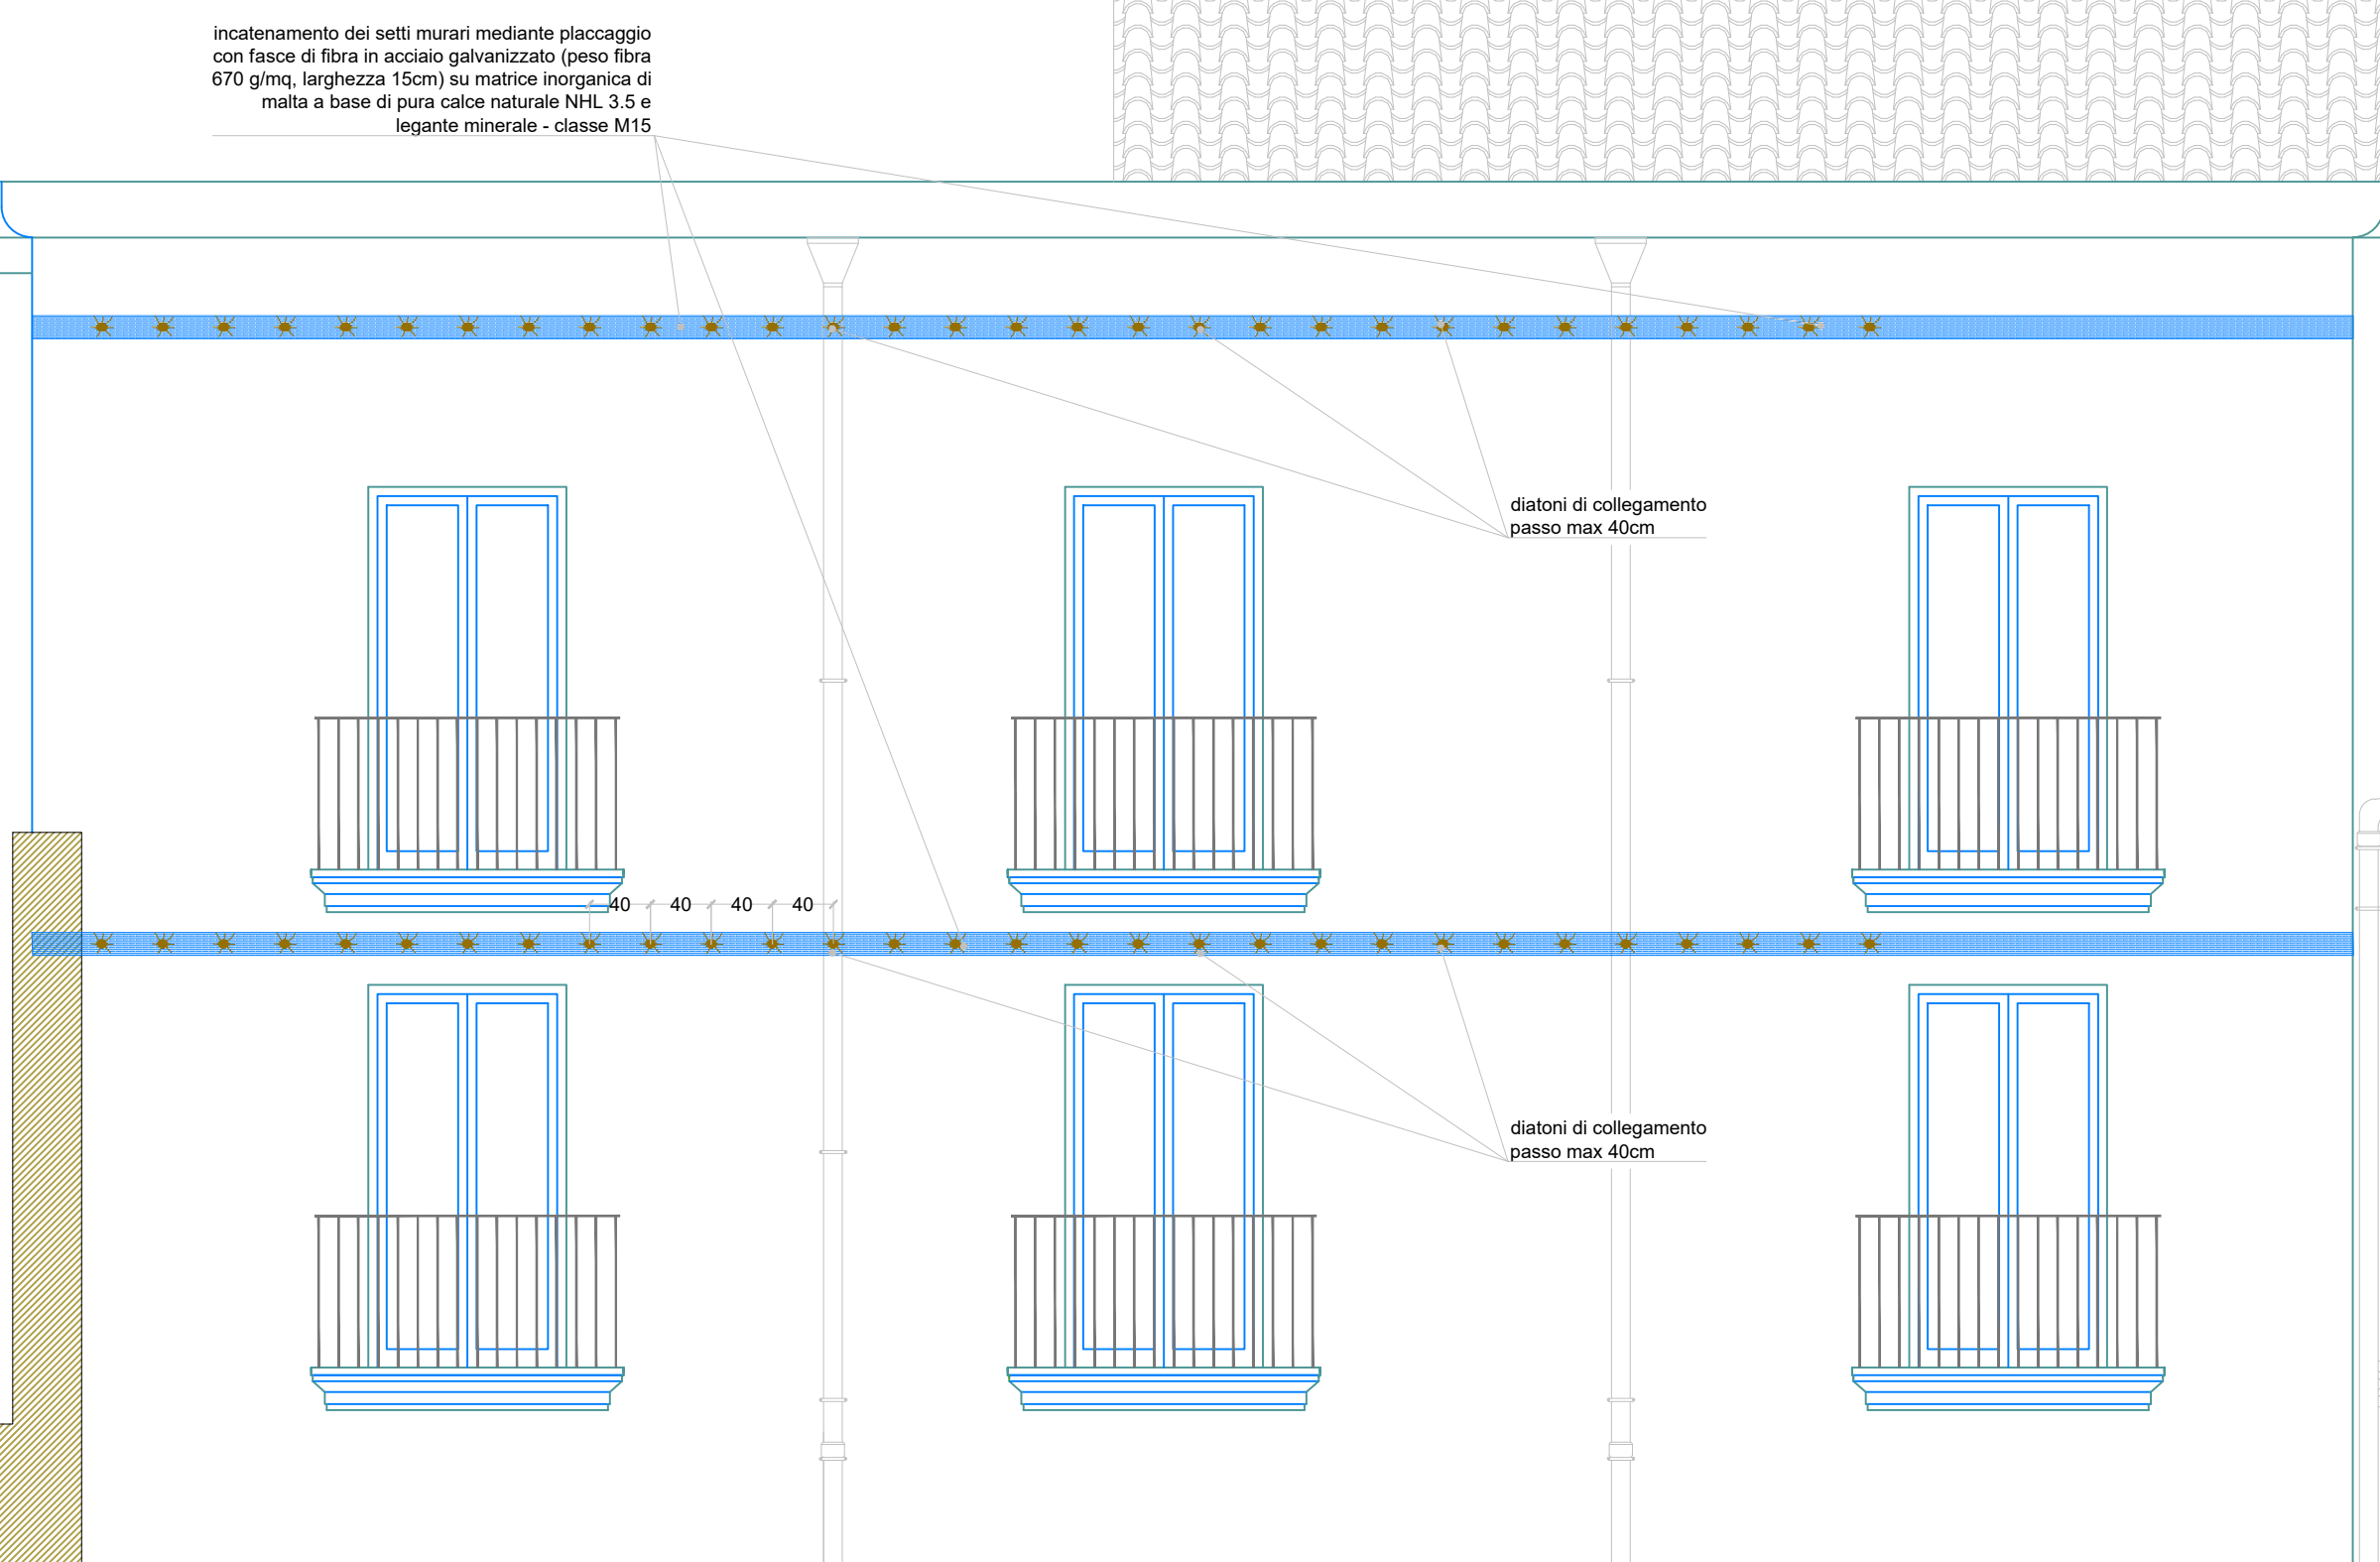 incatenamento dei setti murari mediante placcaggio
con fasce di fibra in acciaio galvanizzato (peso fibra
670 g/mq, larghezza 15cm) su matrice inorganica di
malta a base di pura calce naturale NHL 3.5 e
legante minerale - classe M15
diatoni di collegamento
passo max 40cm
40 40 40 40
diatoni di collegamento
passo max 40cm